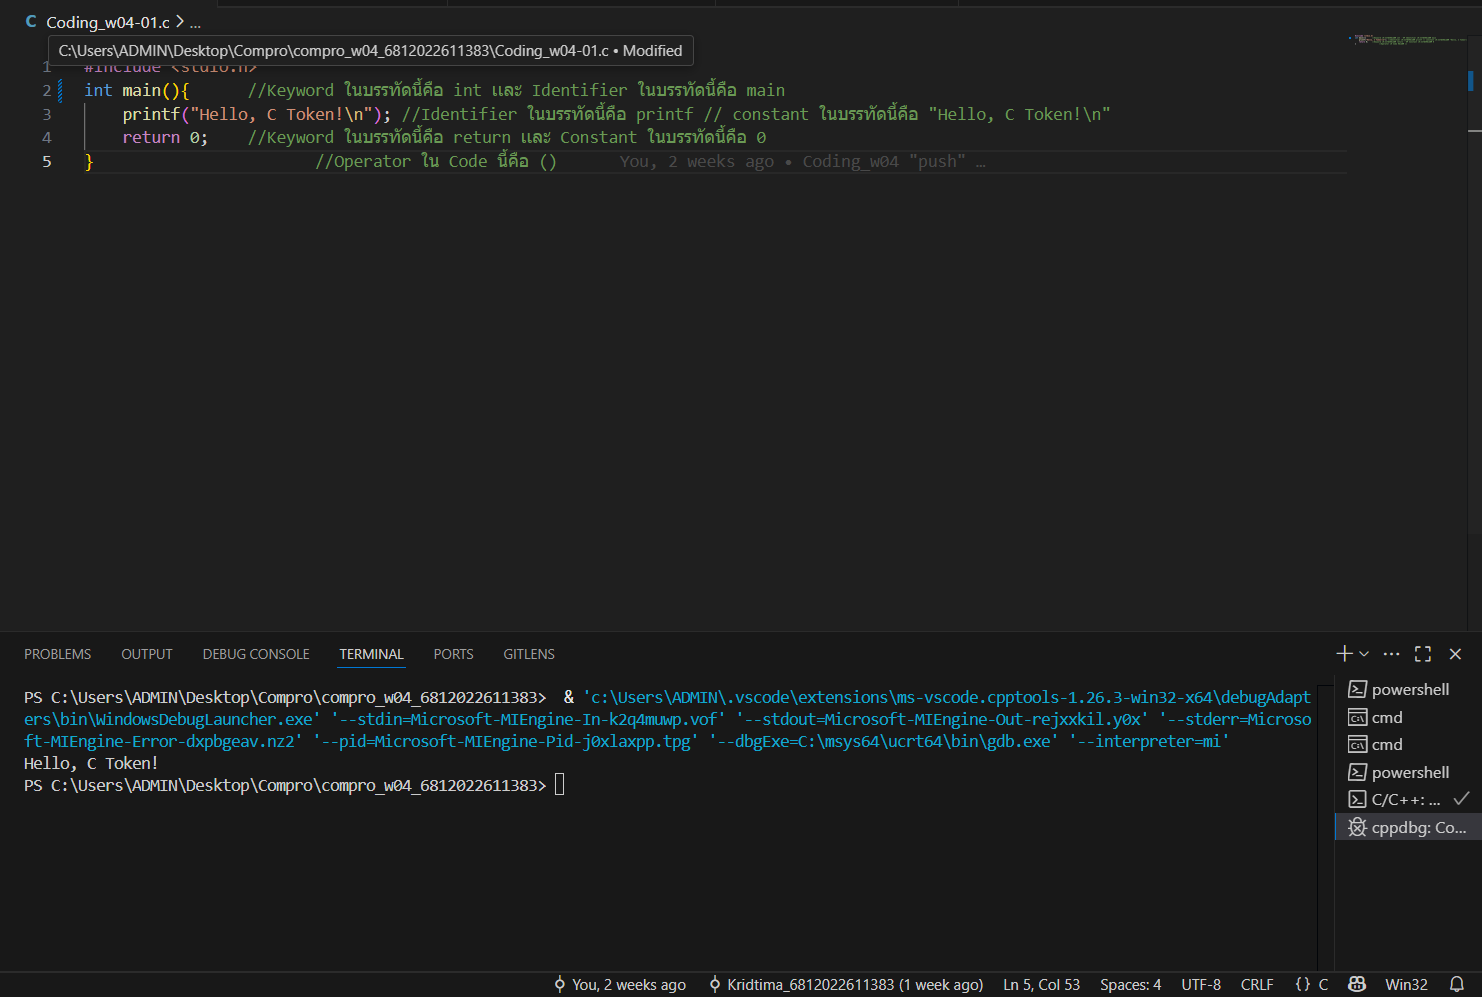 C Coding_w04-01.c > ...
C:\Users\ADMIN\Desktop\Compro\compro_w04_6812022611383\Coding_w04-01.c • Modified
1 #include <stdio.h>
2 int main(){ //Keyword ในบรรทัดนี้คือ int และ Identifier ในบรรทัดนี้คือ main
3 printf("Hello, C Token!\n"); //Identifier ในบรรทัดนี้คือ printf // constant ในบรรทัดนี้คือ "Hello, C Token!\n"
4 return 0; //Keyword ในบรรทัดนี้คือ return และ Constant ในบรรทัดนี้คือ 0
5 } //Operator ใน Code นี้คือ () You, 2 weeks ago • Coding_w04 "push" …
PROBLEMS OUTPUT DEBUG CONSOLE TERMINAL PORTS GITLENS
PS C:\Users\ADMIN\Desktop\Compro\compro_w04_6812022611383> & 'c:\Users\ADMIN\.vscode\extensions\ms-vscode.cpptools-1.26.3-win32-x64\debugAdapt
ers\bin\WindowsDebugLauncher.exe' '--stdin=Microsoft-MIEngine-In-k2q4muwp.vof' '--stdout=Microsoft-MIEngine-Out-rejxxkil.y0x' '--stderr=Microso
ft-MIEngine-Error-dxpbgeav.nz2' '--pid=Microsoft-MIEngine-Pid-j0xlaxpp.tpg' '--dbgExe=C:\msys64\ucrt64\bin\gdb.exe' '--interpreter=mi'
Hello, C Token!
PS C:\Users\ADMIN\Desktop\Compro\compro_w04_6812022611383>
powershell
cmd
cmd
powershell
C/C++: ...
cppdbg: Co...
You, 2 weeks ago Kridtima_6812022611383 (1 week ago) Ln 5, Col 53 Spaces: 4 UTF-8 CRLF {} C Win32